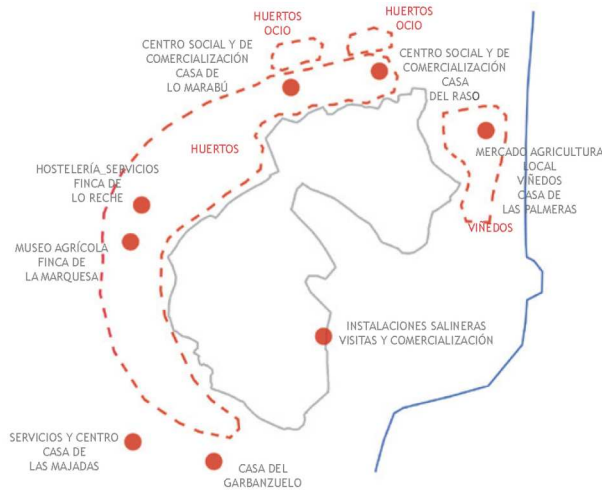 HUERTOS
OCIO
HUERTOS
OCIO
CENTRO SOCIAL Y DE
COMERCIALIZACIÓN
CASA DE
LO MARABÚ
CENTRO SOCIAL Y DE
COMERCIALIZACIÓN
CASA
DEL RASO
HUERTOS
MERCADO AGRICULTURA
LOCAL
VIÑEDOS
CASA DE
LAS PALMERAS
VIÑEDOS
HOSTELERÍA_SERVICIOS
FINCA DE
LO RECHE
MUSEO AGRÍCOLA
FINCA DE
LA MARQUESA
INSTALACIONES SALINERAS
VISITAS Y COMERCIALIZACIÓN
SERVICIOS Y CENTRO
CASA DE
LAS MAJADAS
CASA DEL
GARBANZUELO